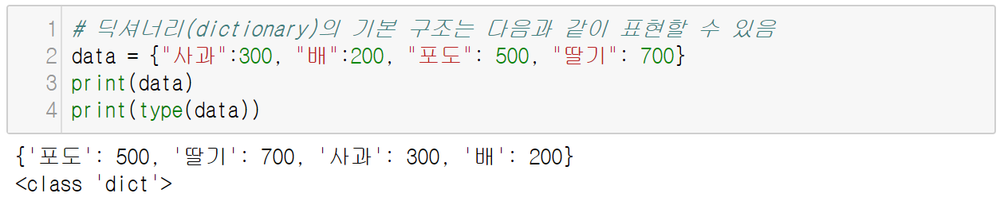 1 # 딕셔너리(dictionary)의 기본 구조는 다음과 같이 표현할 수 있음
2 data = {"사과":300, "배":200, "포도": 500, "딸기": 700}
3 print(data)
4 print(type(data))
{'포도': 500, '딸기': 700, '사과': 300, '배': 200}
<class 'dict'>